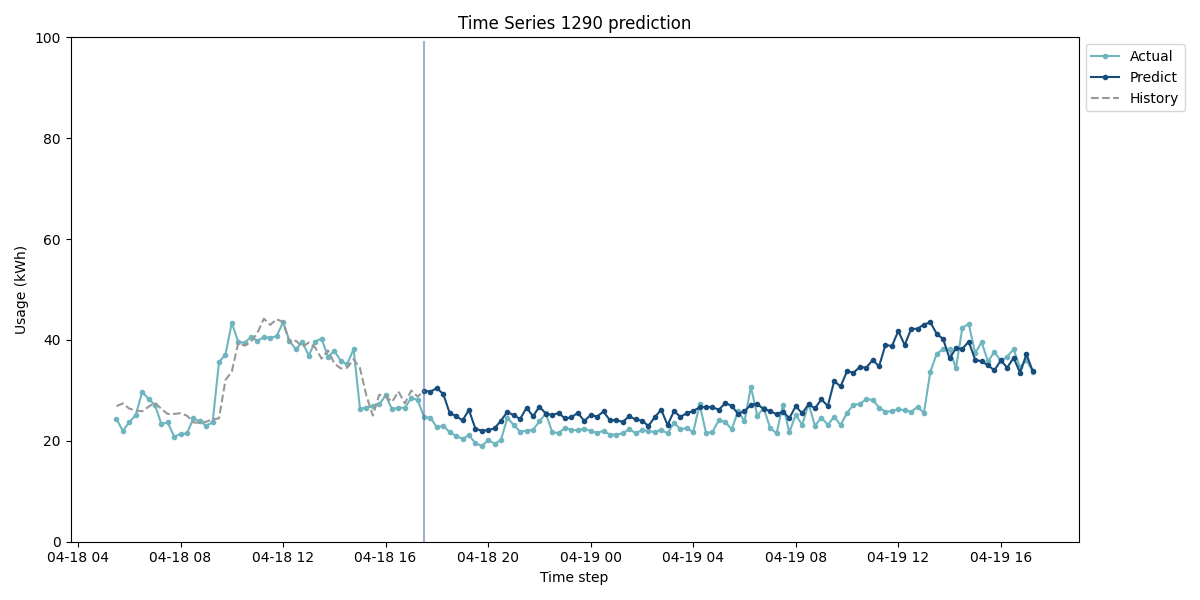 Time Series 1290 prediction
100
80
60
40
20
0
Usage (kWh)
04-18 04
04-18 08
04-18 12
04-18 16
04-18 20
04-19 00
04-19 04
04-19 08
04-19 12
04-19 16
Time step
Actual
Predict
History